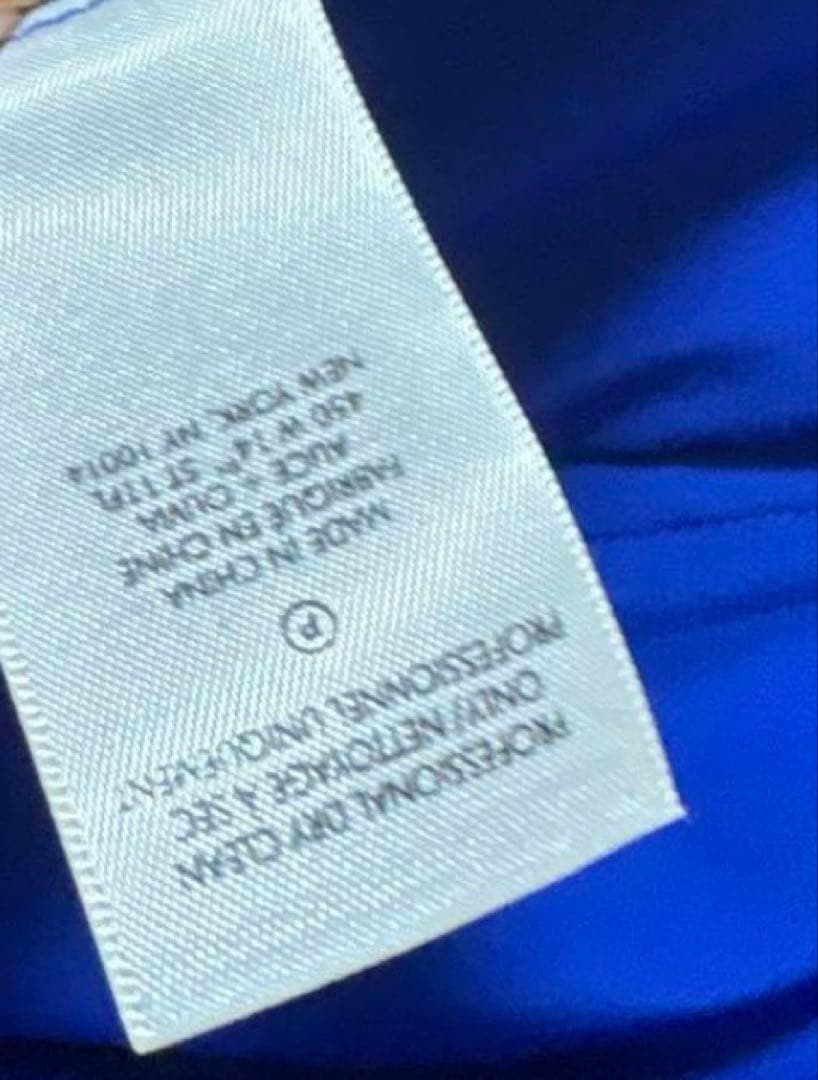 PROFESSIONAL DRY CLEAN
ONLY/ NETTOYAGE À SEC
PROFESSIONNEL UNIQUEMENT
P
MADE IN CHINA
FABRIQUÉ EN CHINE
ALICE & OLIVIA
450 W 14th ST 11FL
NEW YORK, NY 10014